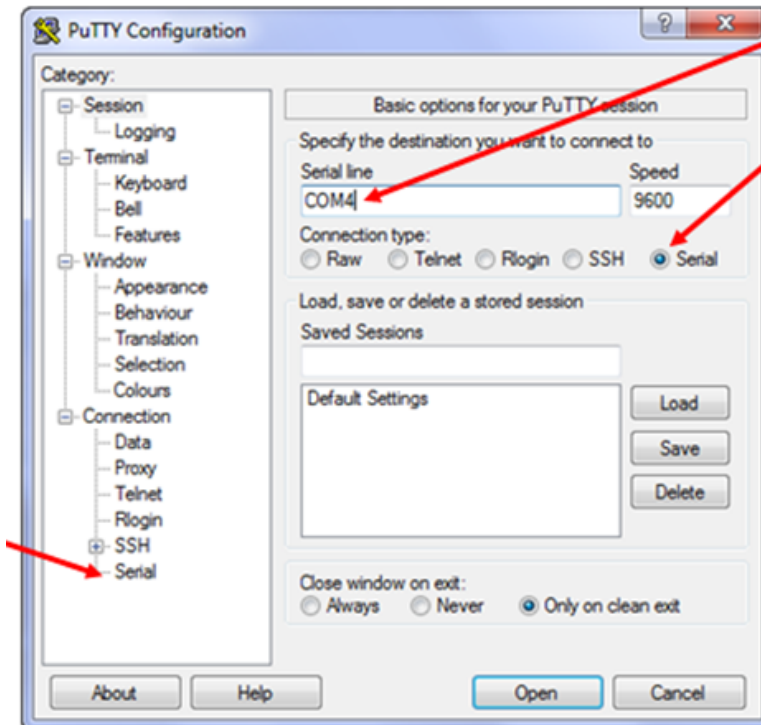 PuTTY Configuration
?
Category:
Session
Logging
Terminal
Keyboard
Bell
Features
Window
Appearance
Behaviour
Translation
Selection
Colours
Connection
Data
Proxy
Telnet
Rlogin
SSH
Serial
Basic options for your PuTTY session
Specify the destination you want to connect to
Serial line Speed
COM4 9600
Connection type:
Raw Telnet Rlogin SSH Serial
Load, save or delete a stored session
Saved Sessions
Default Settings
Load
Save
Delete
Close window on exit:
Always Never Only on clean exit
About Help Open Cancel